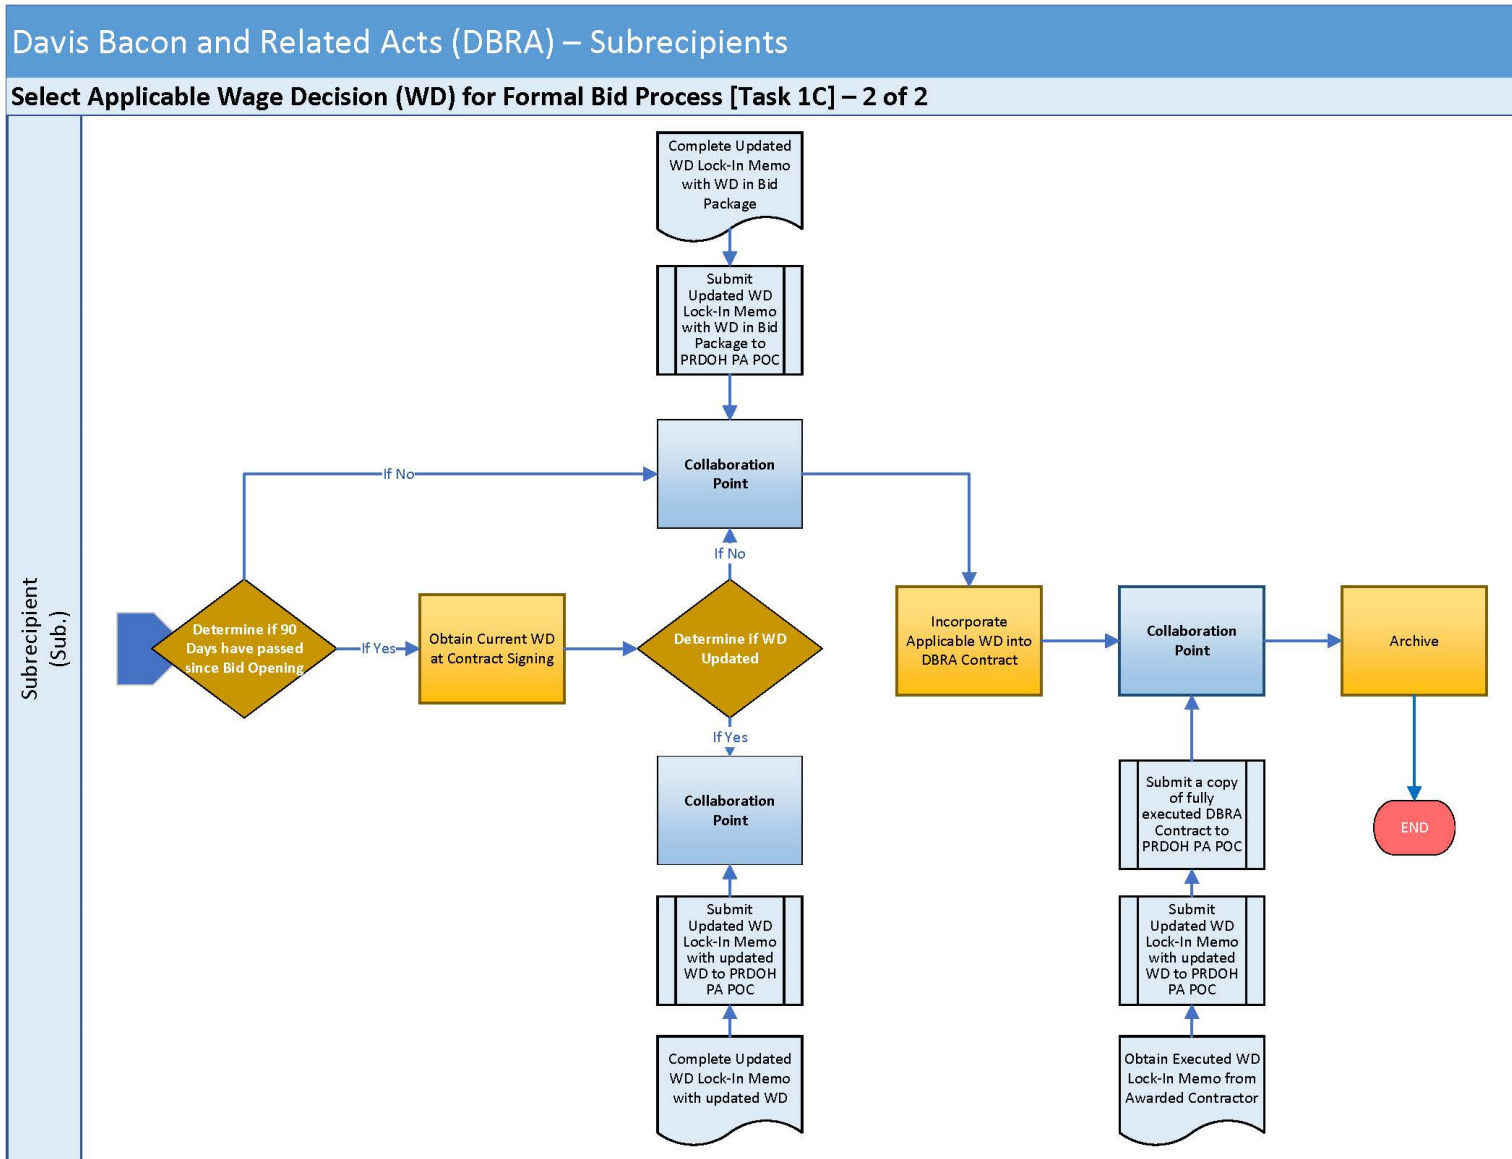 Davis Bacon and Related Acts (DBRA) – Subrecipients
Select Applicable Wage Decision (WD) for Formal Bid Process [Task 1C] – 2 of 2
Subrecipient
(Sub.)
Complete Updated
WD Lock-In Memo
with WD in Bid
Package
Submit
Updated WD
Lock-In Memo
with WD in Bid
Package to
PRDOH PA POC
If No
Collaboration
Point
If No
Determine if 90
Days have passed
since Bid Opening
If Yes
Obtain Current WD
at Contract Signing
Determine if WD
Updated
Incorporate
Applicable WD into
DBRA Contract
Collaboration
Point
Archive
If Yes
Collaboration
Point
Submit a copy
of fully
executed DBRA
Contract to
PRDOH PA POC
END
Submit
Updated WD
Lock-In Memo
with updated
WD to PRDOH
PA POC
Submit
Updated WD
Lock-In Memo
with updated
WD to PRDOH
PA POC
Complete Updated
WD Lock-In Memo
with updated WD
Obtain Executed WD
Lock-In Memo from
Awarded Contractor